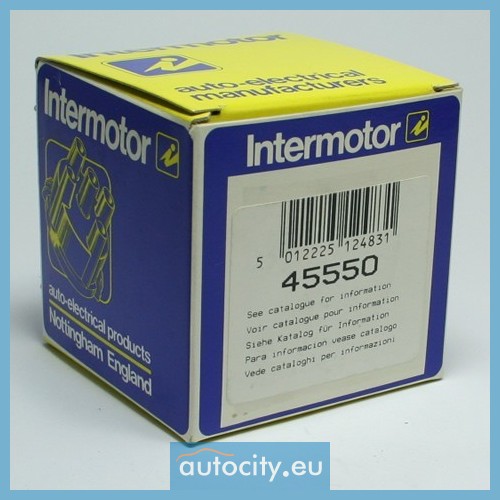 Intermotor i
auto-electrical
manufacturers
Intermotor i
auto-electrical products
Nottingham England
Intermotor i
5 012225 124831
45550
See catalogue for information
Voir catalogue pour information
Siehe Katalog für Information
Para informacion vease catalogo
Vede cataloghi per informazioni
autocity.eu